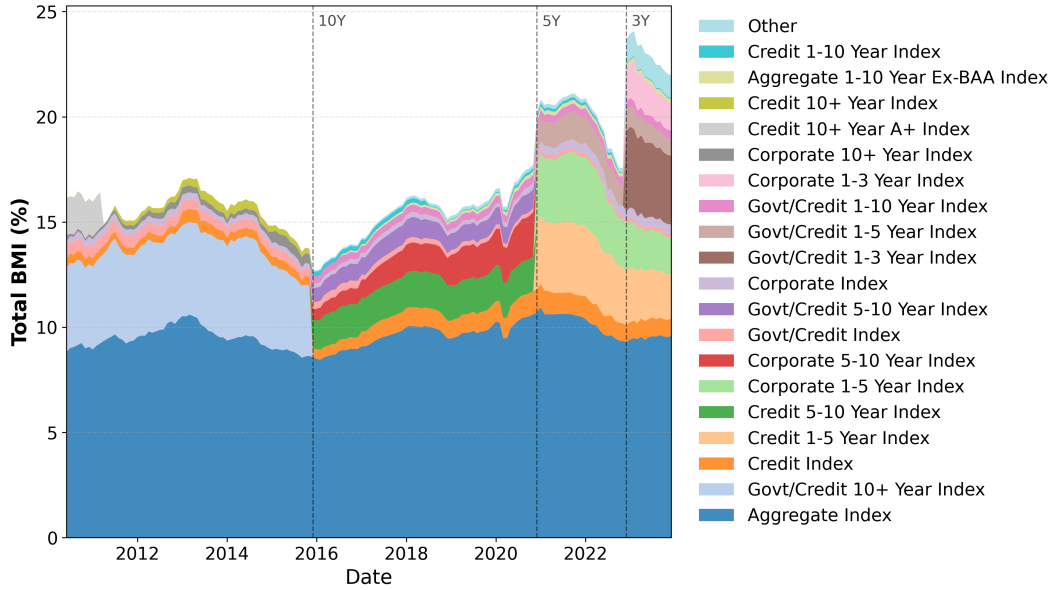 Total BMI (%)
25
20
15
10
5
0
10Y
5Y
3Y
2012
2014
2016
2018
2020
2022
Date
Other
Credit 1-10 Year Index
Aggregate 1-10 Year Ex-BAA Index
Credit 10+ Year Index
Credit 10+ Year A+ Index
Corporate 10+ Year Index
Corporate 1-3 Year Index
Govt/Credit 1-10 Year Index
Govt/Credit 1-5 Year Index
Govt/Credit 1-3 Year Index
Corporate Index
Govt/Credit 5-10 Year Index
Govt/Credit Index
Corporate 5-10 Year Index
Corporate 1-5 Year Index
Credit 5-10 Year Index
Credit 1-5 Year Index
Credit Index
Govt/Credit 10+ Year Index
Aggregate Index